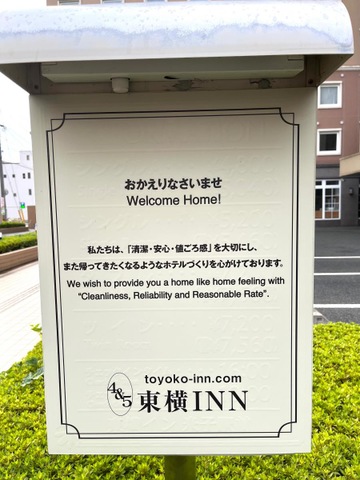 おかえりなさいませ
Welcome Home!
私たちは、「清潔・安心・値ごろ感」を大切にし、
また帰ってきたくなるようなホテルづくりを心がけております。
We wish to provide you a home like home feeling with
“Cleanliness, Reliability and Reasonable Rate”.
toyoko-inn.com
4&5 東横INN